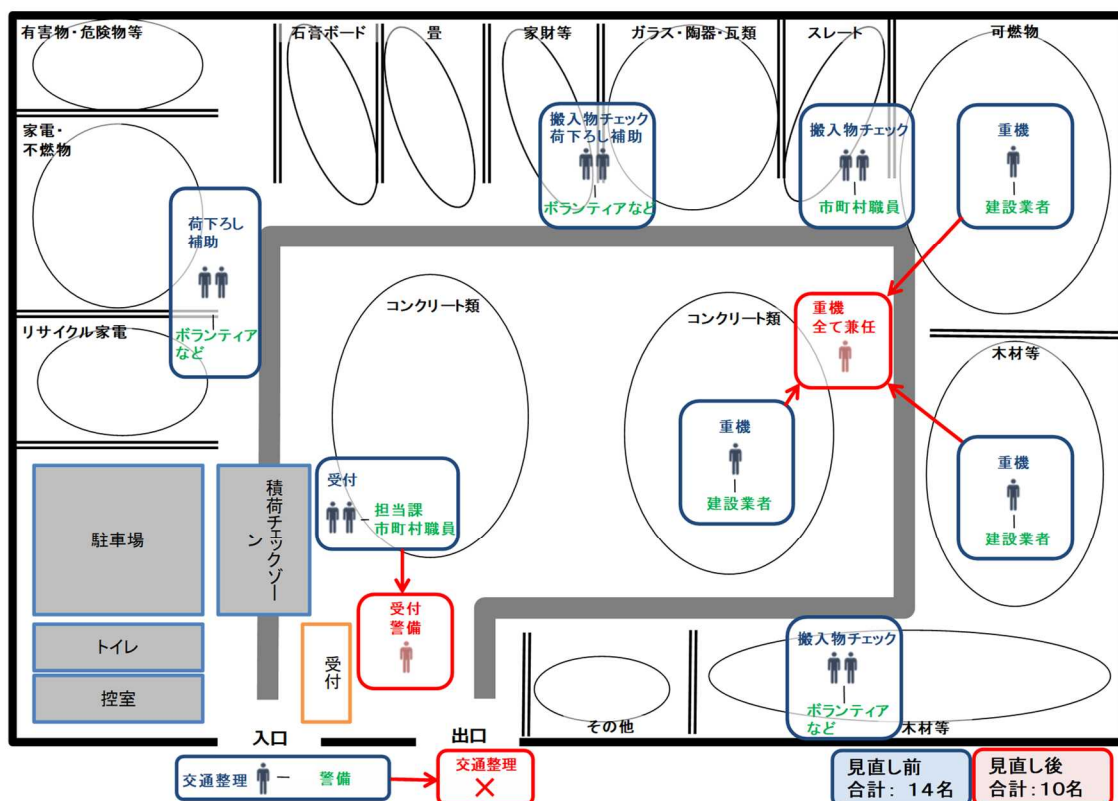 有害物・危険物等
石膏ボード
畳
家財等
ガラス・陶器・瓦類
スレート
可燃物
家電・
不燃物
搬入物チェック
荷下ろし補助
ボランティアなど
搬入物チェック
市町村職員
重機
建設業者
荷下ろし
補助
ボランティア
など
リサイクル家電
コンクリート類
コンクリート類
重機
全て兼任
木材等
重機
建設業者
重機
建設業者
受付
担当課
市町村職員
積荷チェックゾーン
駐車場
トイレ
控室
受付
受付
警備
搬入物チェック
ボランティア
など
その他
木材等
入口
出口
交通整理
警備
交通整理
×
見直し前
合計: 14名
見直し後
合計:10名